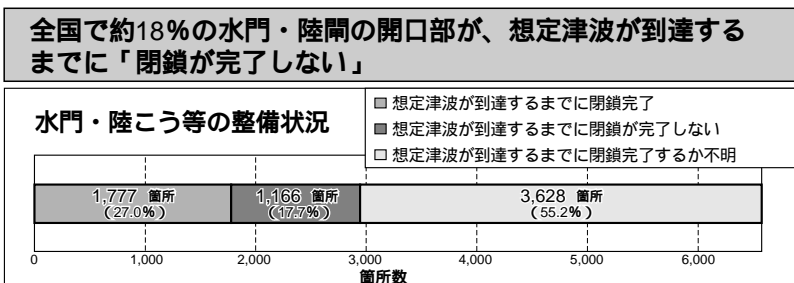 全国で約18％の水門・陸閘の開口部が、想定津波が到達する
までに「閉鎖が完了しない」
水門・陸こう等の整備状況
想定津波が到達するまでに閉鎖完了
想定津波が到達するまでに閉鎖が完了しない
想定津波が到達するまでに閉鎖完了するか不明
1,777 箇所
（27.0％）
1,166 箇所
（17.7％）
3,628 箇所
（55.2％）
0 1,000 2,000 3,000 4,000 5,000 6,000
箇所数